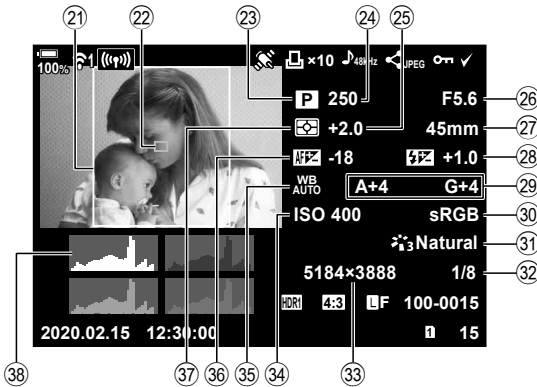 21 22 23 24 25
100% 1 ×10 48kHz JPEG
P 250 F5.6 26
+2.0 45mm 27
AF -18 +1.0 28
WB AUTO A+4 G+4 29
ISO 400 sRGB 30
3 Natural 31
5184×3888 1/8 32
HDR1 4:3 LF 100-0015
2020.02.15 12:30:00 1 15
38 37 36 35 34 33